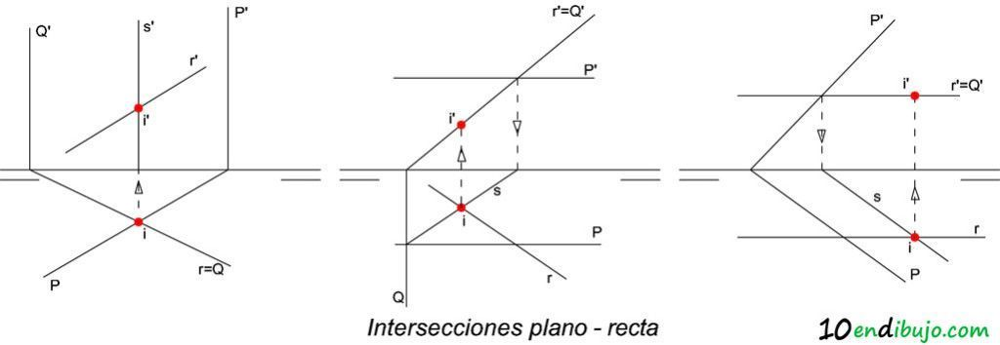 Q'
s'
P'
r'
i'
i
P
r=Q
r'=Q'
P'
i'
s
i
P
r
Q
P'
i'
r'=Q'
s
i
r
P
Intersecciones plano - recta
10endibujo.com